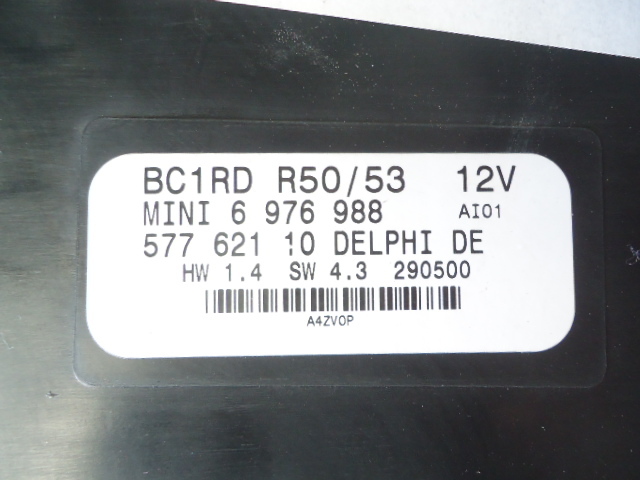 BC1RD R50/53 12V
MINI 6 976 988 AI01
577 621 10 DELPHI DE
HW 1.4 SW 4.3 290500
A4ZVOP